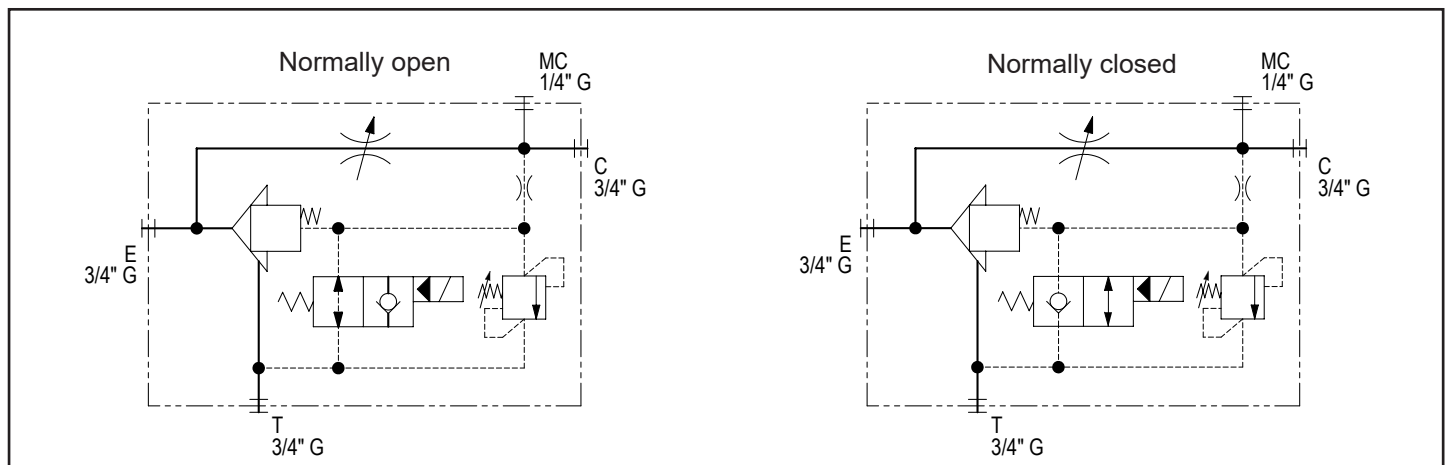 Normally open
MC
1/4" G
C
3/4" G
E
3/4" G
T
3/4" G
Normally closed
MC
1/4" G
C
3/4" G
E
3/4" G
T
3/4" G